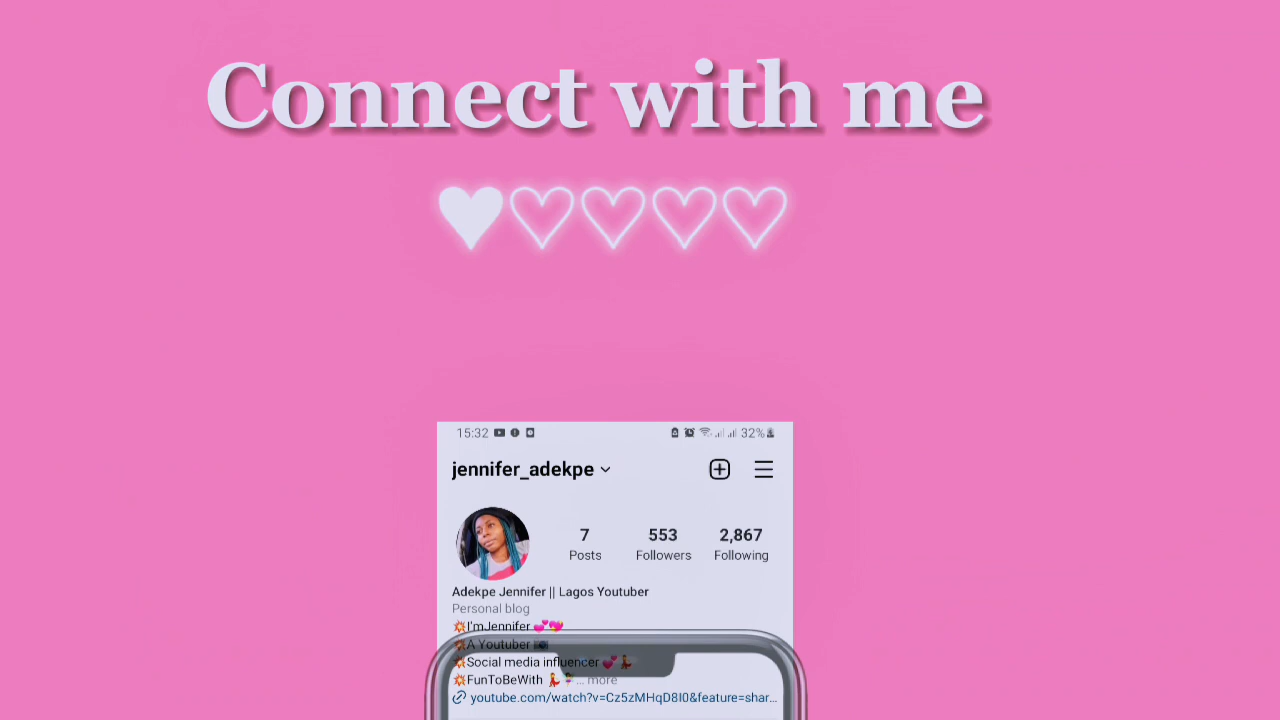 Connect with me
15:32 32%
jennifer_adekpe
7 553 2,867
Posts Followers Following
Adekpe Jennifer || Lagos Youtuber
Personal blog
💥I'mJennifer 💕💖
💥A Youtuber 📷
💥Social media influencer 💕💃
💥FunToBeWith 💃🍷... more
youtube.com/watch?v=Cz5zMHqD8I0&feature=shar...